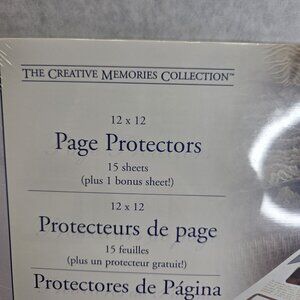 THE CREATIVE MEMORIES COLLECTION™
12 x 12
Page Protectors
15 sheets
(plus 1 bonus sheet!)
12 x 12
Protecteurs de page
15 feuilles
(plus un protecteur gratuit!)
Protectores de Página